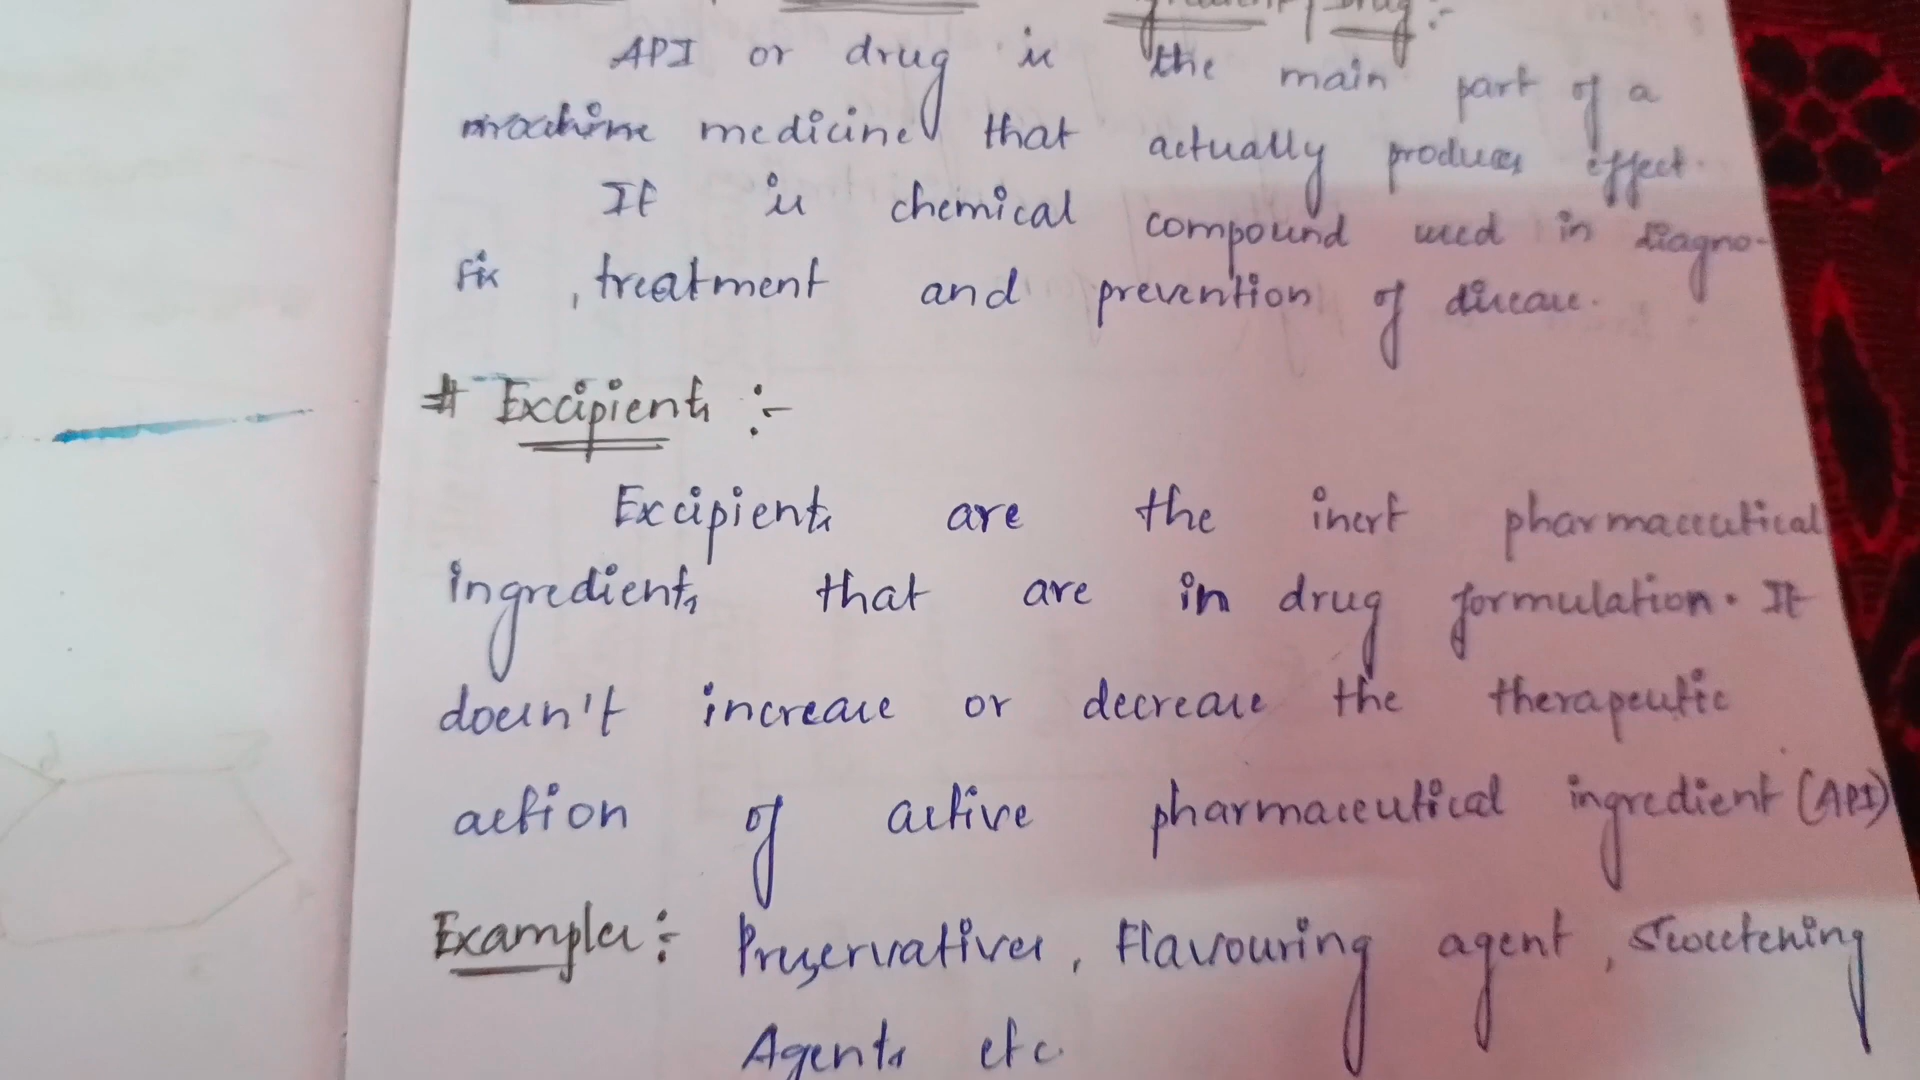 Drug :-
API or drug is the main part of a
medicine that actually produces effect.
It is chemical compound used in diagno-
sis , treatment and prevention of disease.
# Excipients :-
Excipients are the inert pharmaceutical
ingredients that are in drug formulation. It
doesn't increase or decrease the therapeutic
action of active pharmaceutical ingredient (API)
Examples :- Preservatives , Flavouring agent , Sweetening
Agents etc.